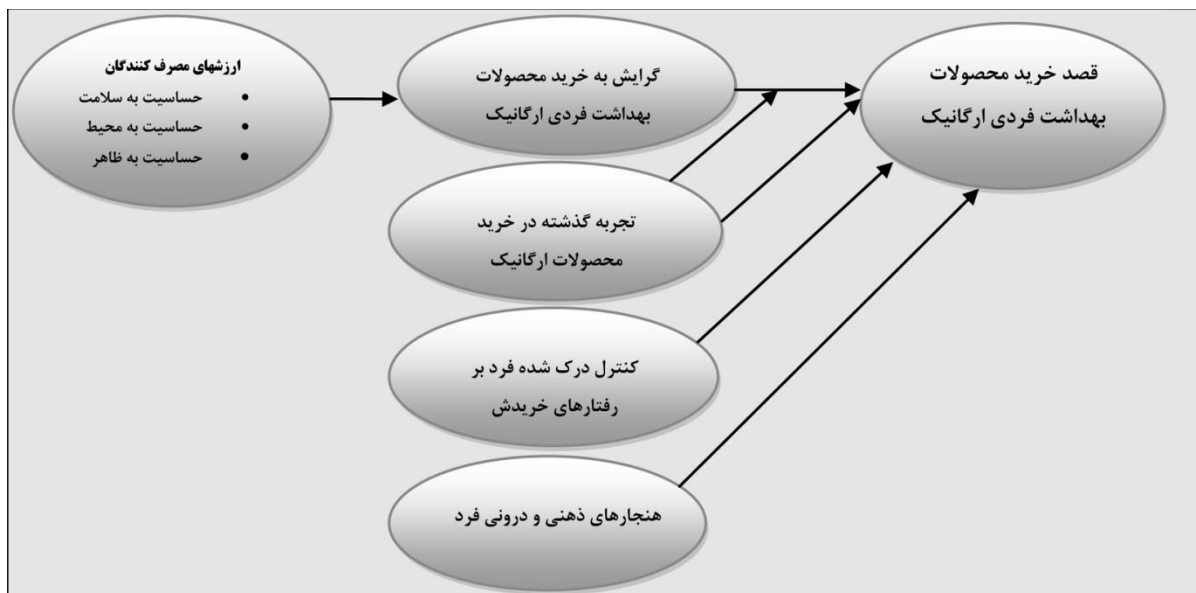 ارزشهای مصرف کنندگان
• حساسیت به سلامت
• حساسیت به محیط
• حساسیت به ظاهر
گرایش به خرید محصولات
بهداشت فردی ارگانیک
قصد خرید محصولات
بهداشت فردی ارگانیک
تجربه گذشته در خرید
محصولات ارگانیک
کنترل درک شده فرد بر
رفتارهای خریدش
هنجارهای ذهنی و درونی فرد